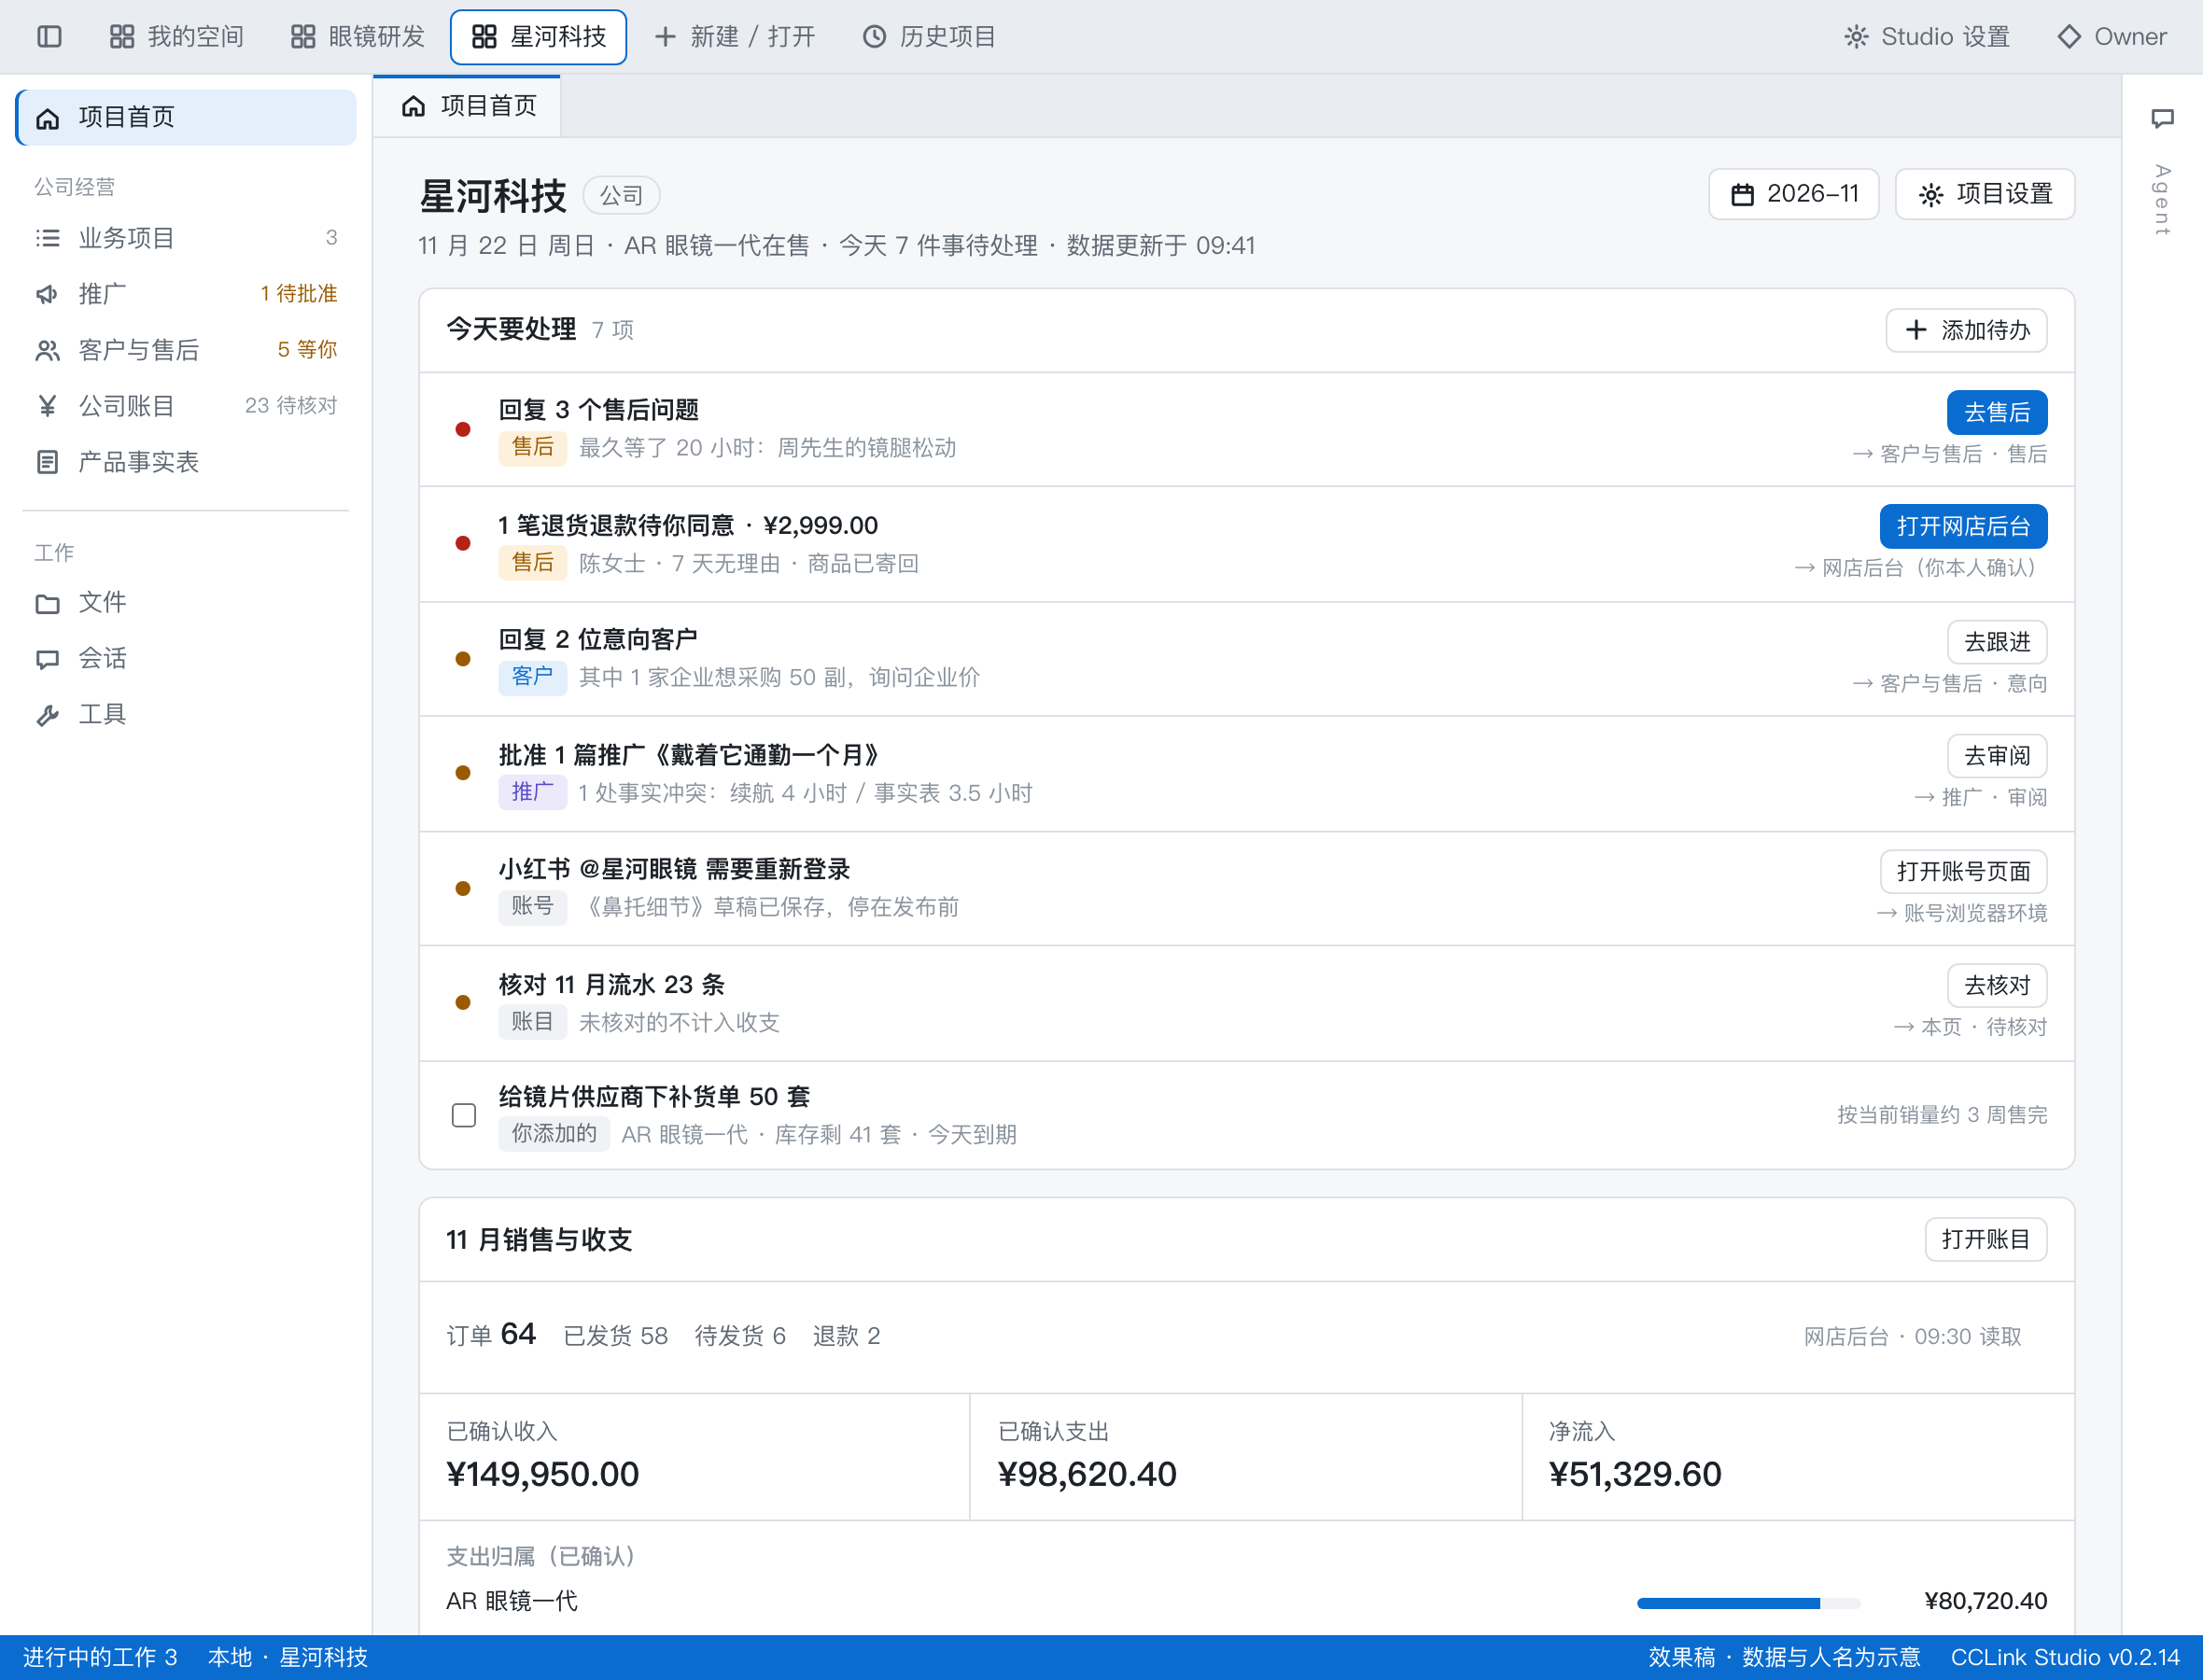 我的空间 眼镜研发 星河科技 新建 / 打开 历史项目 Studio 设置 Owner
项目首页
公司经营
业务项目 3
推广 1 待批准
客户与售后 5 等你
公司账目 23 待核对
产品事实表
工作
文件
会话
工具
项目首页
星河科技 公司 2026-11 项目设置
11 月 22 日 周日 · AR 眼镜一代在售 · 今天 7 件事待处理 · 数据更新于 09:41
今天要处理 7 项 添加待办
回复 3 个售后问题 去售后
售后 最久等了 20 小时：周先生的镜腿松动 → 客户与售后 · 售后
1 笔退货退款待你同意 · ¥2,999.00 打开网店后台
售后 陈女士 · 7 天无理由 · 商品已寄回 → 网店后台（你本人确认）
回复 2 位意向客户 去跟进
客户 其中 1 家企业想采购 50 副，询问企业价 → 客户与售后 · 意向
批准 1 篇推广《戴着它通勤一个月》 去审阅
推广 1 处事实冲突：续航 4 小时 / 事实表 3.5 小时 → 推广 · 审阅
小红书 @星河眼镜 需要重新登录 打开账号页面
账号 《鼻托细节》草稿已保存，停在发布前 → 账号浏览器环境
核对 11 月流水 23 条 去核对
账目 未核对的不计入收支 → 本页 · 待核对
给镜片供应商下补货单 50 套
你添加的 AR 眼镜一代 · 库存剩 41 套 · 今天到期 按当前销量约 3 周售完
11 月销售与收支 打开账目
订单 64 已发货 58 待发货 6 退款 2 网店后台 · 09:30 读取
已确认收入 已确认支出 净流入
¥149,950.00 ¥98,620.40 ¥51,329.60
支出归属（已确认）
AR 眼镜一代 ¥80,720.40
进行中的工作 3 本地 · 星河科技 效果稿 · 数据与人名为示意 CCLink Studio v0.2.14
Agent